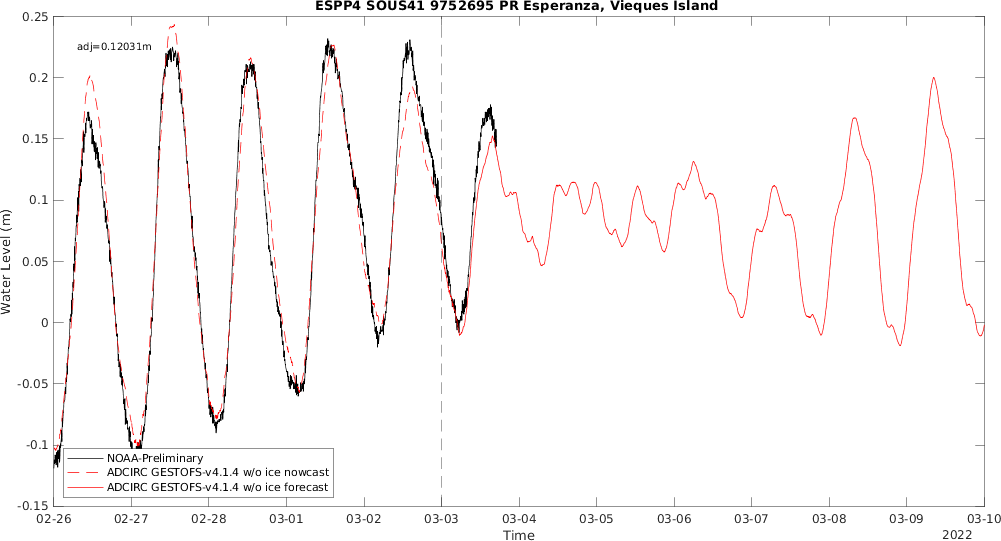 ESPP4 SOUS41 9752695 PR Esperanza, Vieques Island
0.25
adj=0.12031m
0.2
0.15
0.1
0.05
0
-0.05
-0.1
-0.15
Water Level (m)
NOAA-Preliminary
ADCIRC GESTOFS-v4.1.4 w/o ice nowcast
ADCIRC GESTOFS-v4.1.4 w/o ice forecast
02-26 02-27 02-28 03-01 03-02 03-03 03-04 03-05 03-06 03-07 03-08 03-09 03-10
Time
2022